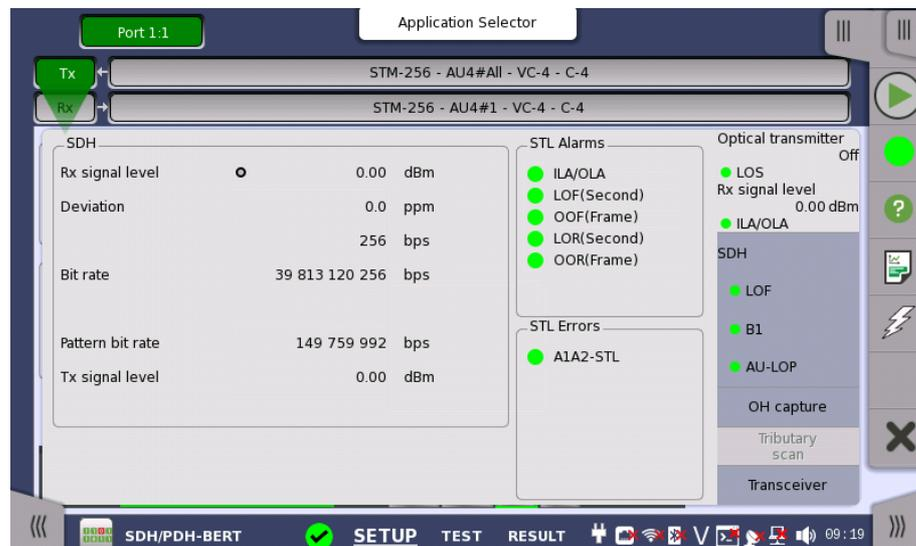 Port 1:1
Application Selector
Tx
STM-256 - AU4#All - VC-4 - C-4
Rx
STM-256 - AU4#1 - VC-4 - C-4
SDH
Rx signal level 0.00 dBm
Deviation 0.0 ppm
256 bps
Bit rate 39 813 120 256 bps
Pattern bit rate 149 759 992 bps
Tx signal level 0.00 dBm
STL Alarms
ILA/OLA
LOF(Second)
OOF(Frame)
LOR(Second)
OOR(Frame)
STL Errors
A1A2-STL
Optical transmitter
Off
LOS
Rx signal level
0.00 dBm
ILA/OLA
SDH
LOF
B1
AU-LOP
OH capture
Tributary
scan
Transceiver
?
SDH/PDH-BERT SETUP TEST RESULT 09:19